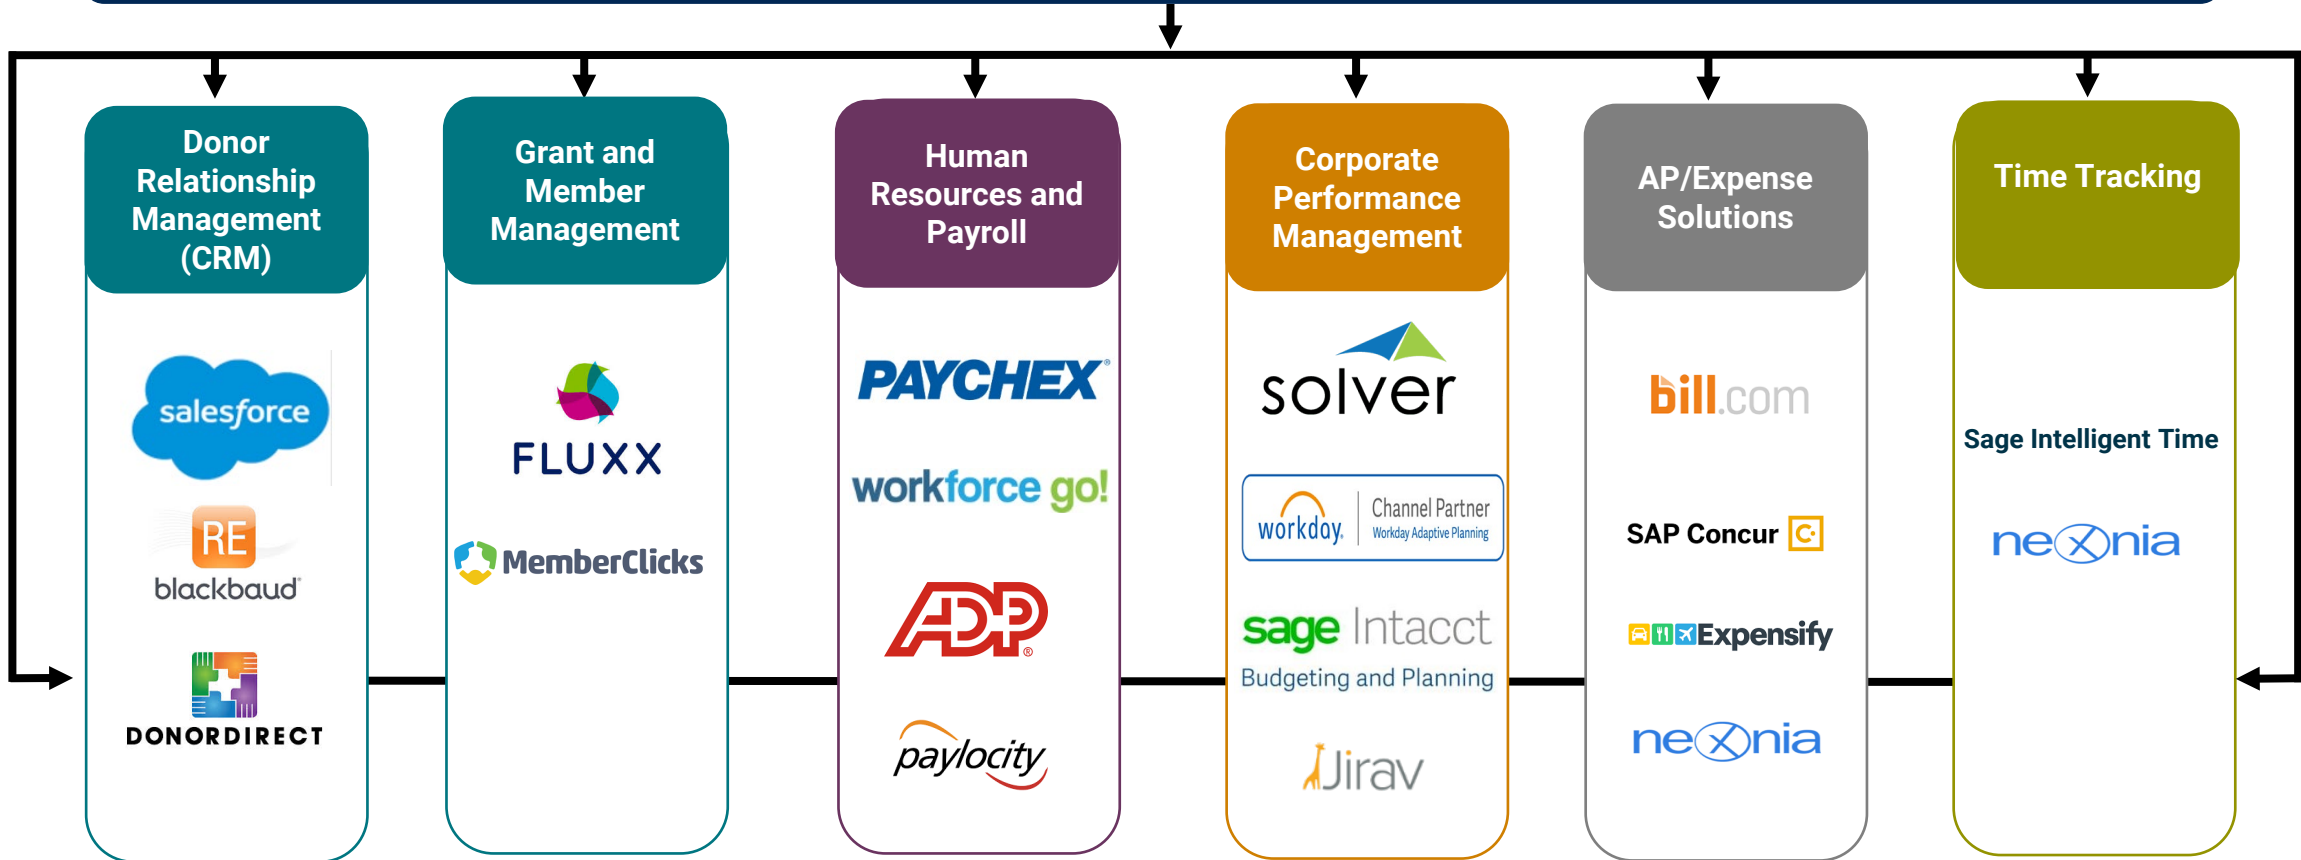 Donor
Relationship
Management
(CRM)
salesforce
RE
blackbaud®
DONORDIRECT
Grant and
Member
Management
FLUXX
MemberClicks
Human
Resources and
Payroll
PAYCHEX®
workforce go!
ADP®
paylocity
Corporate
Performance
Management
solver
workday. Channel Partner
Workday Adaptive Planning
sage Intacct
Budgeting and Planning
Jirav
AP/Expense
Solutions
bill.com
SAP Concur C.
Expensify
nexonia
Time Tracking
Sage Intelligent Time
nexonia